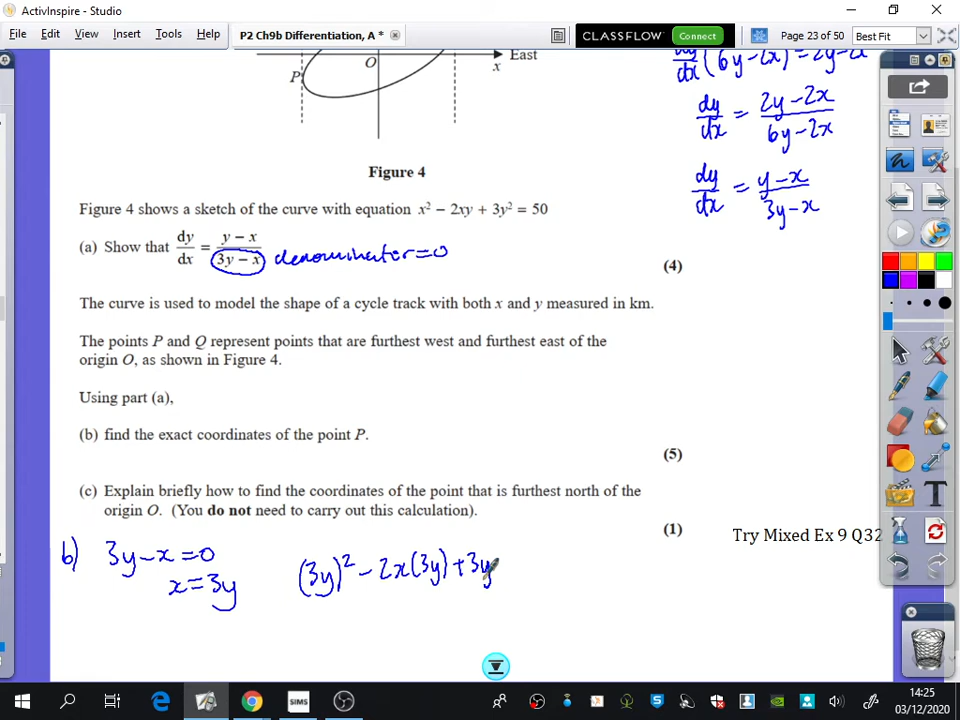 ActivInspire - Studio
File Edit View Insert Tools Help
P2 Ch9b Differentiation, A *
CLASSFLOW Connect
Page 23 of 50
Best Fit
East
x
O
P
dy/dx (6y-2x) = 2y-2x
dy/dx = 2y-2x / 6y-2x
dy/dx = y-x / 3y-x
Figure 4
Figure 4 shows a sketch of the curve with equation x² − 2xy + 3y² = 50
(a) Show that dy/dx = y − x / 3y − x denominator=0
(4)
The curve is used to model the shape of a cycle track with both x and y measured in km.
The points P and Q represent points that are furthest west and furthest east of the
origin O, as shown in Figure 4.
Using part (a),
(b) find the exact coordinates of the point P.
(5)
(c) Explain briefly how to find the coordinates of the point that is furthest north of the
origin O. (You do not need to carry out this calculation).
(1)
Try Mixed Ex 9 Q32
b) 3y-x=0
x=3y
(3y)² - 2x(3y)+3y
SIMS
14:25
03/12/2020